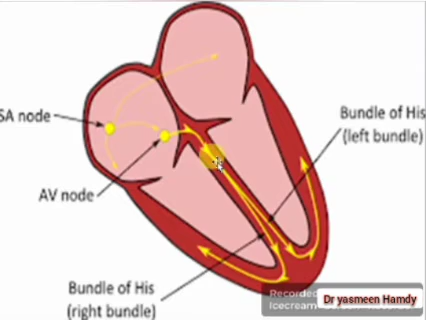 SA node
Bundle of His
(left bundle)
AV node
Bundle of His
(right bundle)
Recorded
Icecream
Dr yasmeen Hamdy